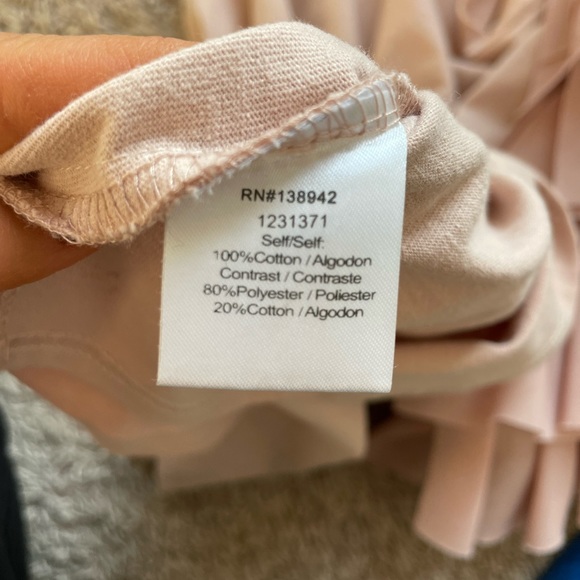 RN#138942
1231371
Self/Self:
100%Cotton / Algodon
Contrast / Contraste
80%Polyester / Poliester
20%Cotton / Algodon